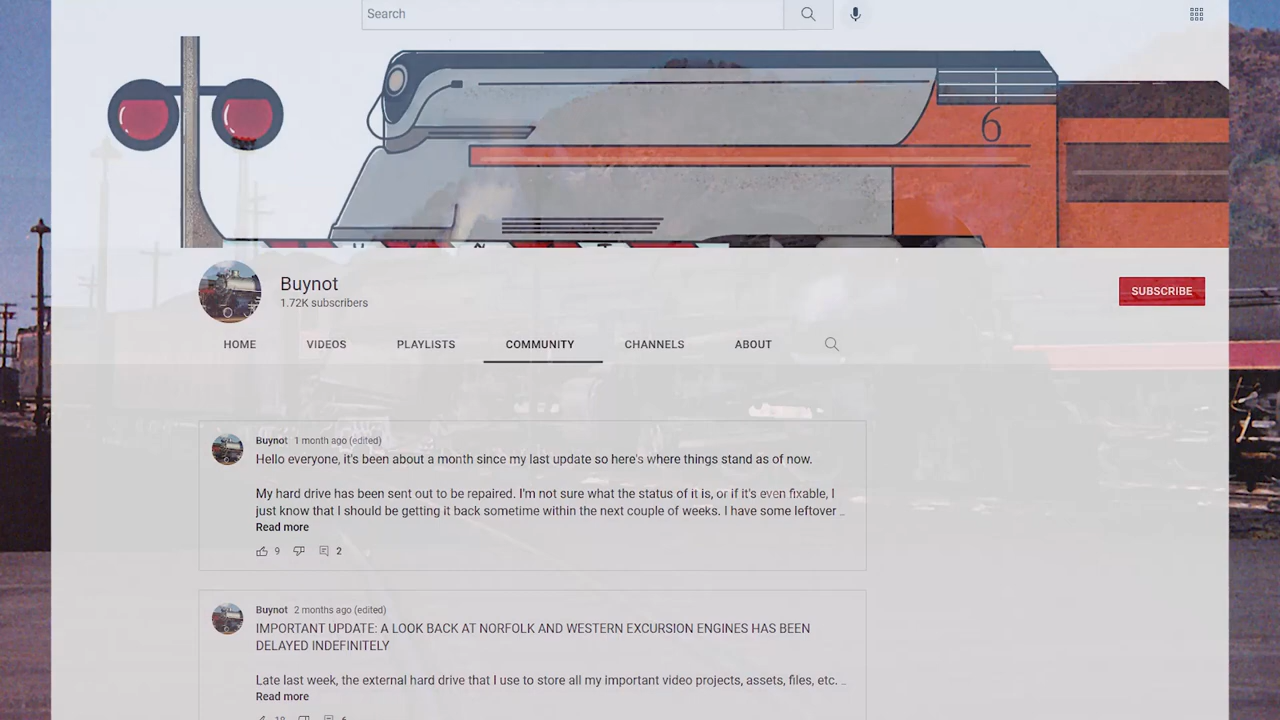 Search
6
Buynot
1.72K subscribers
SUBSCRIBE
HOME VIDEOS PLAYLISTS COMMUNITY CHANNELS ABOUT
Buynot 1 month ago (edited)
Hello everyone, it's been about a month since my last update so here's where things stand as of now.
My hard drive has been sent out to be repaired. I'm not sure what the status of it is, or if it's even fixable, I
just know that I should be getting it back sometime within the next couple of weeks. I have some leftover ...
Read more
9 2
Buynot 2 months ago (edited)
IMPORTANT UPDATE: A LOOK BACK AT NORFOLK AND WESTERN EXCURSION ENGINES HAS BEEN
DELAYED INDEFINITELY
Late last week, the external hard drive that I use to store all my important video projects, assets, files, etc. ...
Read more